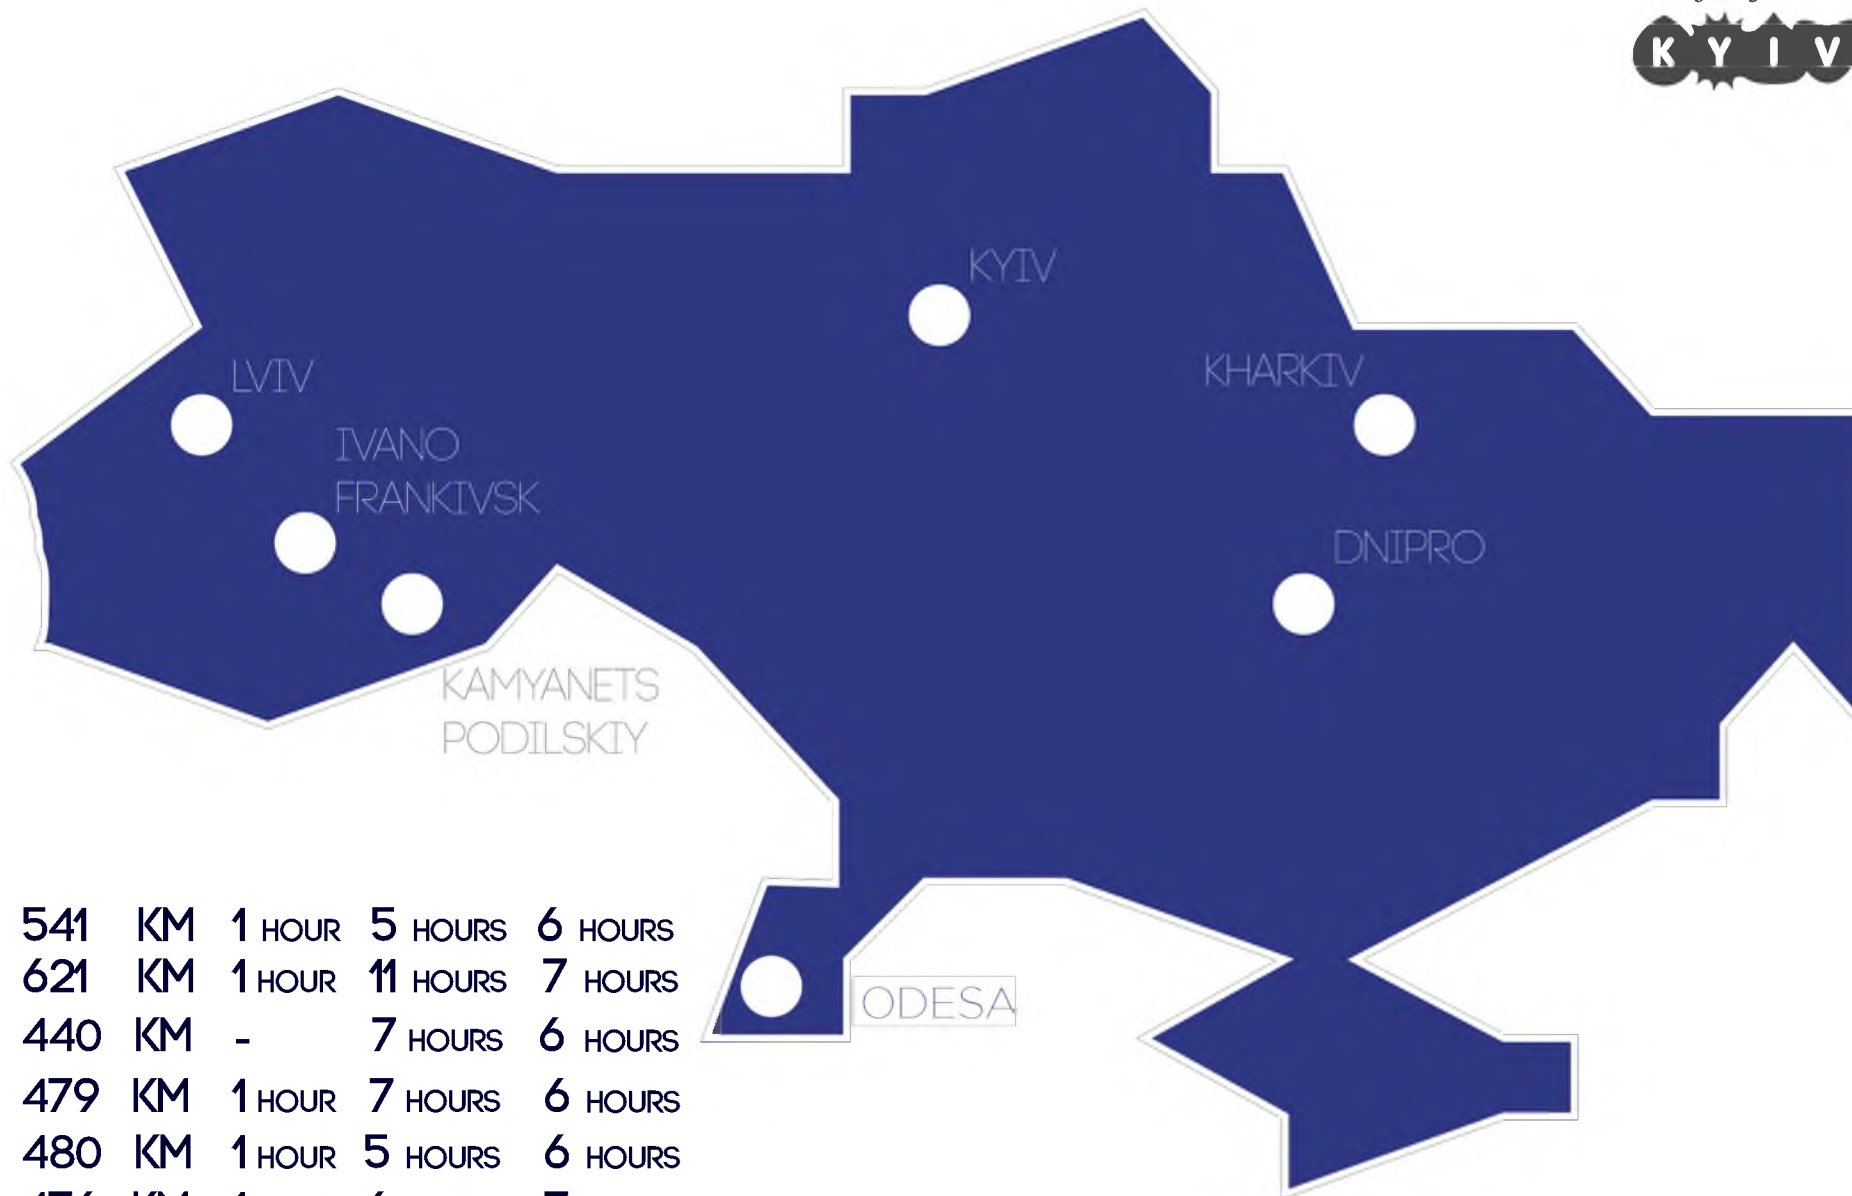 KYIV
KYIV
LVIV
KHARKIV
IVANO
FRANKIVSK
DNIPRO
KAMYANETS
PODILSKIY
ODESA
541 KM 1 HOUR 5 HOURS 6 HOURS
621 KM 1 HOUR 11 HOURS 7 HOURS
440 KM - 7 HOURS 6 HOURS
479 KM 1 HOUR 7 HOURS 6 HOURS
480 KM 1 HOUR 5 HOURS 6 HOURS